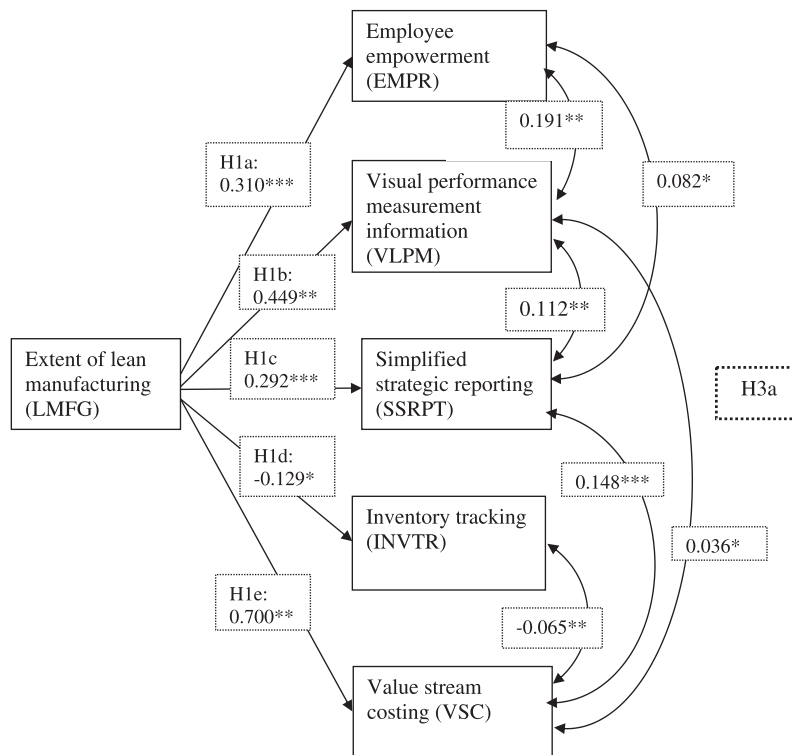 Employee
empowerment
(EMPR)
0.191**
H1a:
0.310***
Visual performance
measurement
information
(VLPM)
0.082*
H1b:
0.449**
0.112**
Extent of lean
manufacturing
(LMFG)
H1c
0.292***
Simplified
strategic reporting
(SSRPT)
H3a
H1d:
-0.129*
0.148***
Inventory tracking
(INVTR)
0.036*
H1e:
0.700**
-0.065**
Value stream
costing (VSC)